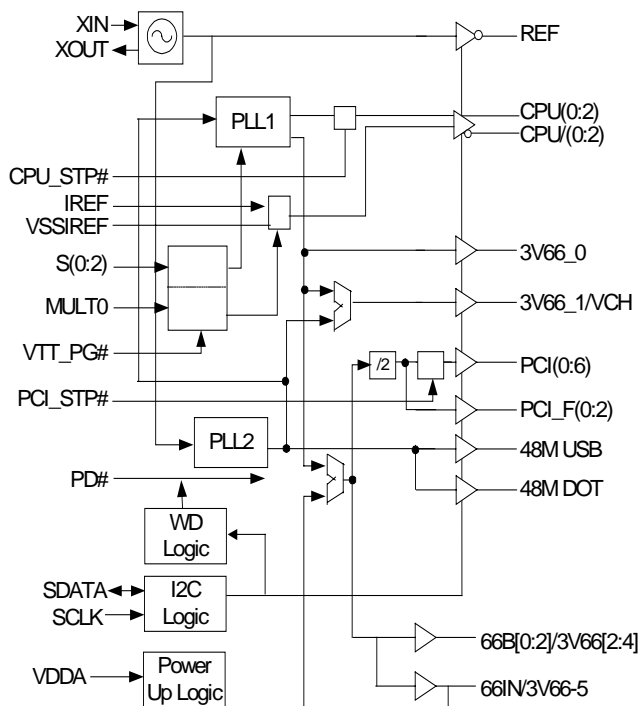 XIN
XOUT
REF
PLL1
CPU(0:2)
CPU/(0:2)
CPU_STP#
IREF
VSSIREF
S(0:2)
3V66_0
MULT0
3V66_1/VCH
VTT_PG#
/2
PCI(0:6)
PCI_STP#
PCI_F(0:2)
PLL2
48M USB
PD#
48M DOT
WD
Logic
SDATA
I2C
SCLK
Logic
66B[0:2]/3V66[2:4]
VDDA
Power
Up Logic
66IN/3V66-5